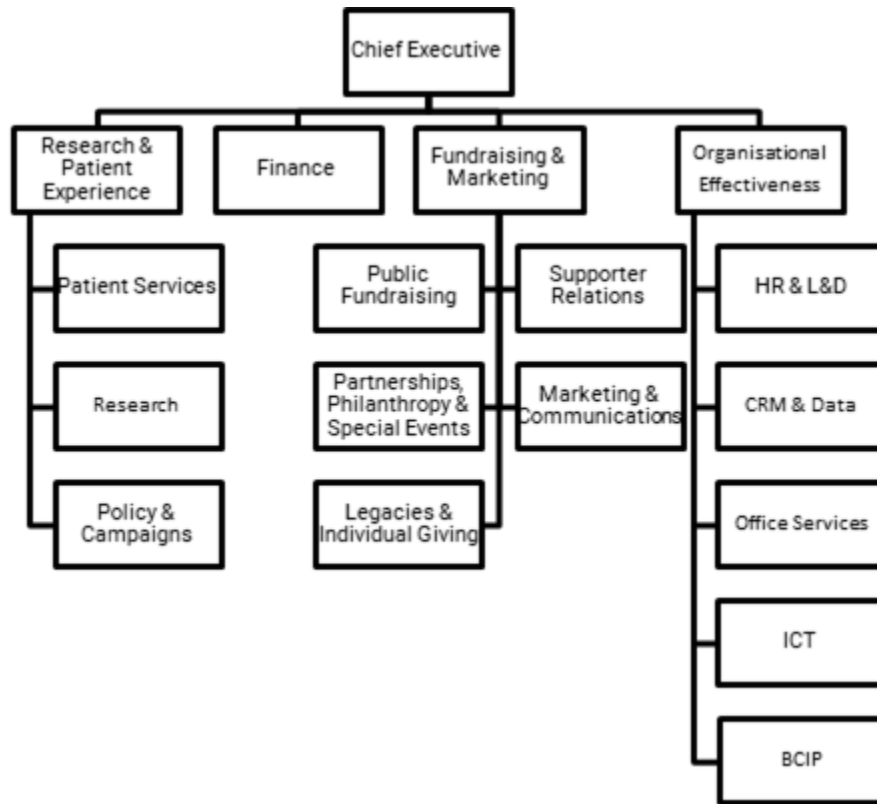 Chief Executive
Research &
Patient
Experience
Finance
Fundraising &
Marketing
Organisational
Effectiveness
Patient Services
Public
Fundraising
Supporter
Relations
HR & L&D
Research
Partnerships,
Philanthropy &
Special Events
Marketing &
Communications
CRM & Data
Policy &
Campaigns
Legacies &
Individual Giving
Office Services
ICT
BCIP